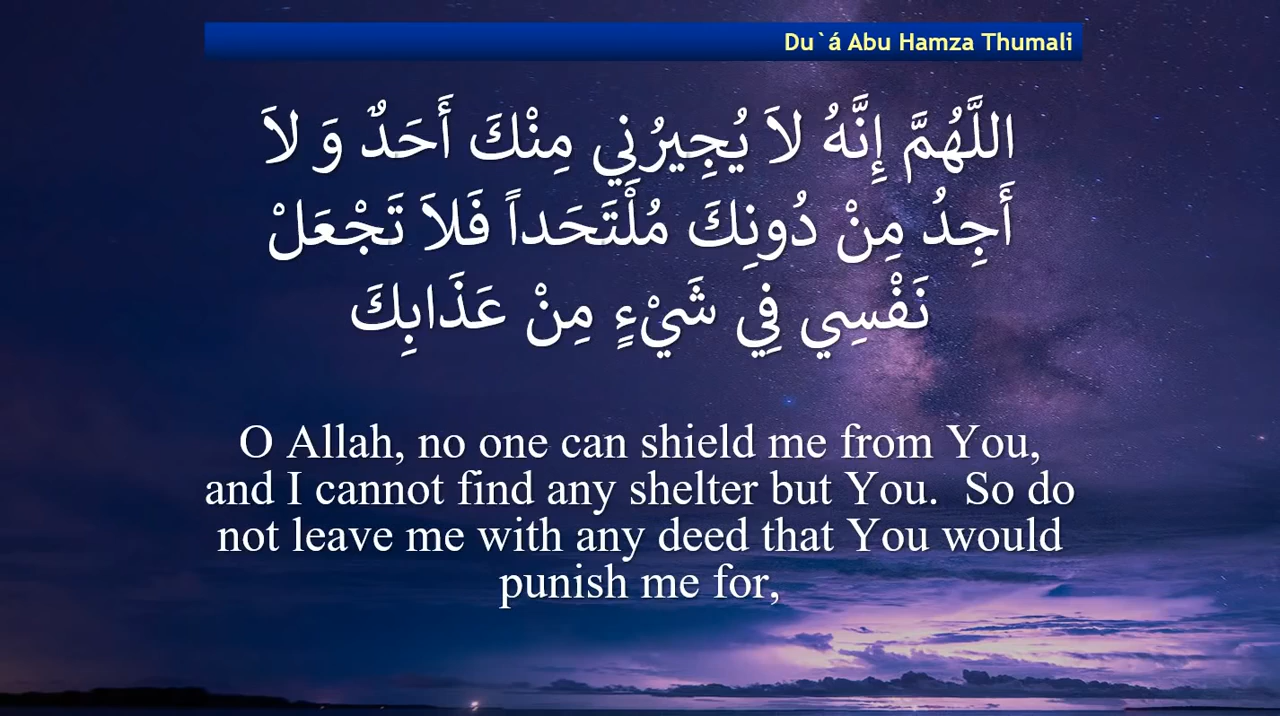 Du`á Abu Hamza Thumali
اللَّهُمَّ إِنَّهُ لاَ يُجِيرُنِي مِنْكَ أَحَدٌ وَ لاَ
أَجِدُ مِنْ دُونِكَ مُلْتَحَداً فَلاَ تَجْعَلْ
نَفْسِي فِي شَيْءٍ مِنْ عَذَابِكَ
O Allah, no one can shield me from You,
and I cannot find any shelter but You.  So do
not leave me with any deed that You would
punish me for,